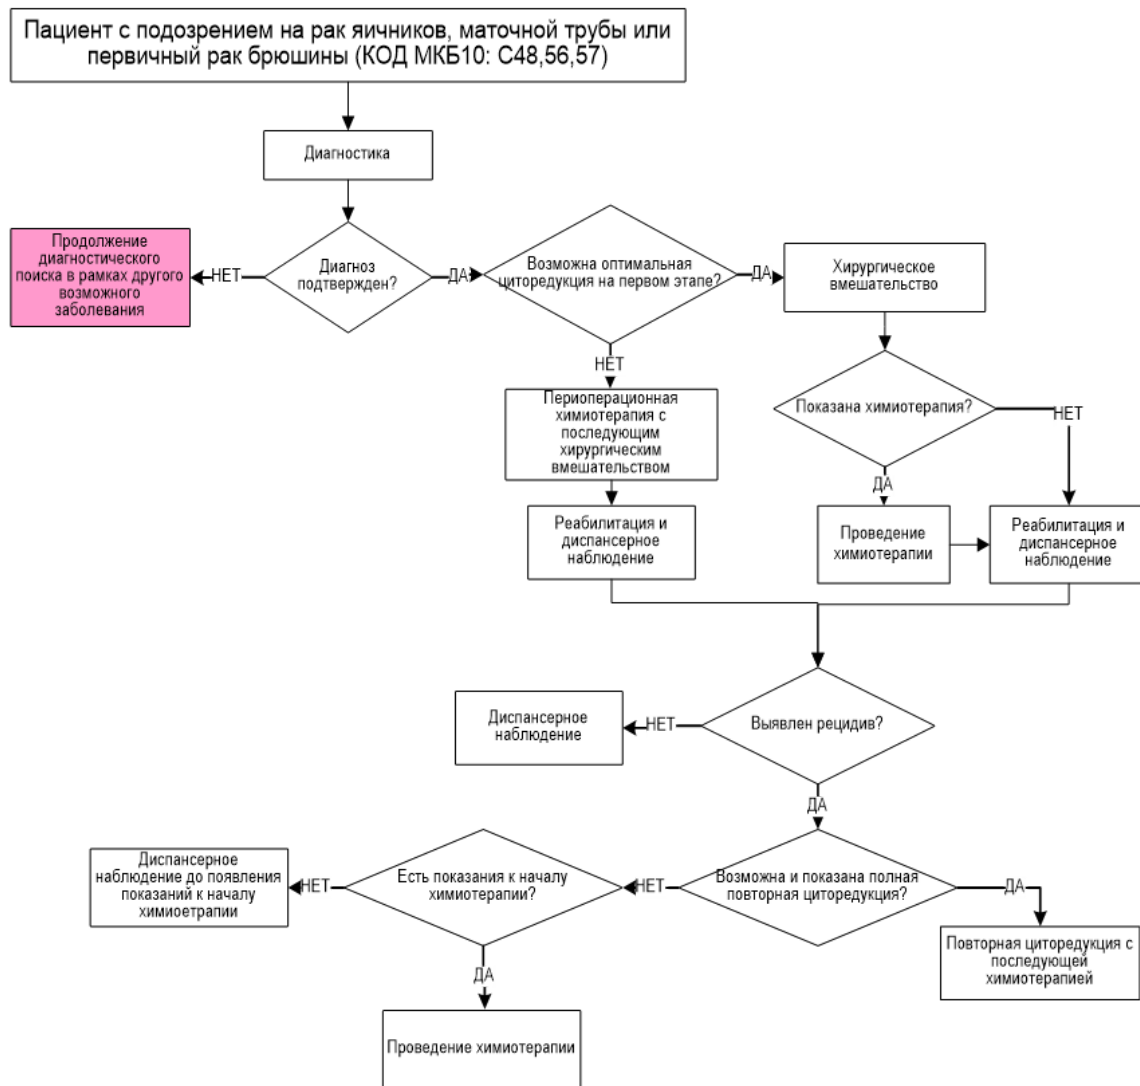 Пациент с подозрением на рак яичников, маточной трубы или
первичный рак брюшины (КОД МКБ10: С48,56,57)
Диагностика
Продолжение
диагностического
поиска в рамках другого
возможного
заболевания
НЕТ
Диагноз
подтвержден?
ДА
Возможна оптимальная
циторедукция на первом этапе?
ДА
Хирургическое
вмешательство
НЕТ
Периоперационная
химиотерапия с
последующим
хирургическим
вмешательством
Показана химиотерапия?
НЕТ
ДА
Реабилитация и
диспансерное
наблюдение
Проведение
химиотерапии
Реабилитация и
диспансерное
наблюдение
Диспансерное
наблюдение
НЕТ
Выявлен рецидив?
ДА
Диспансерное
наблюдение до появления
показаний к началу
химиоетрапии
НЕТ
Есть показания к началу
химиотерапии?
НЕТ
Возможна и показана полная
повторная циторедукция?
ДА
Повторная циторедукция с
последующей
химиотерапией
ДА
Проведение химиотерапии